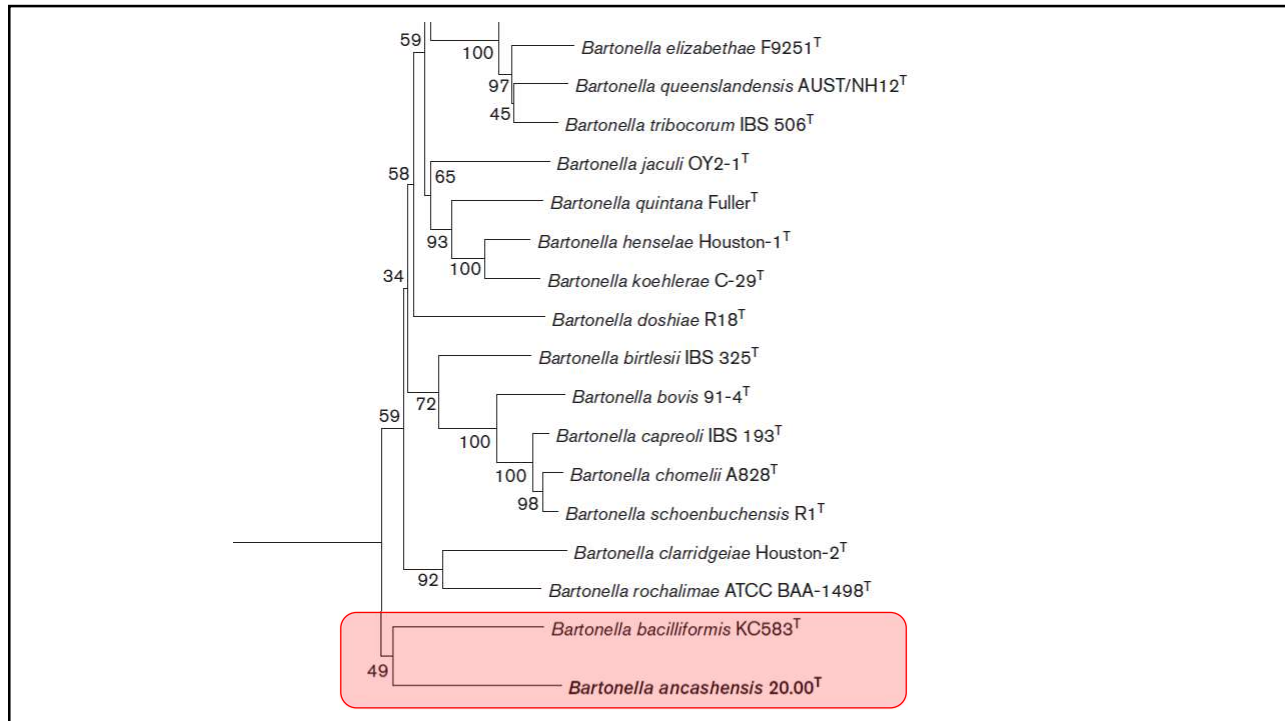 59
100
Bartonella elizabethae F9251ᵀ
97
Bartonella queenslandensis AUST/NH12ᵀ
45
Bartonella tribocorum IBS 506ᵀ
58
65
Bartonella jaculi OY2-1ᵀ
Bartonella quintana Fullerᵀ
93
Bartonella henselae Houston-1ᵀ
34
100
Bartonella koehlerae C-29ᵀ
Bartonella doshiae R18ᵀ
Bartonella birtlesii IBS 325ᵀ
59
72
Bartonella bovis 91-4ᵀ
100
Bartonella capreoli IBS 193ᵀ
100
Bartonella chomelii A828ᵀ
98
Bartonella schoenbuchensis R1ᵀ
Bartonella clarridgeiae Houston-2ᵀ
92
Bartonella rochalimae ATCC BAA-1498ᵀ
Bartonella bacilliformis KC583ᵀ
49
Bartonella ancashensis 20.00ᵀ